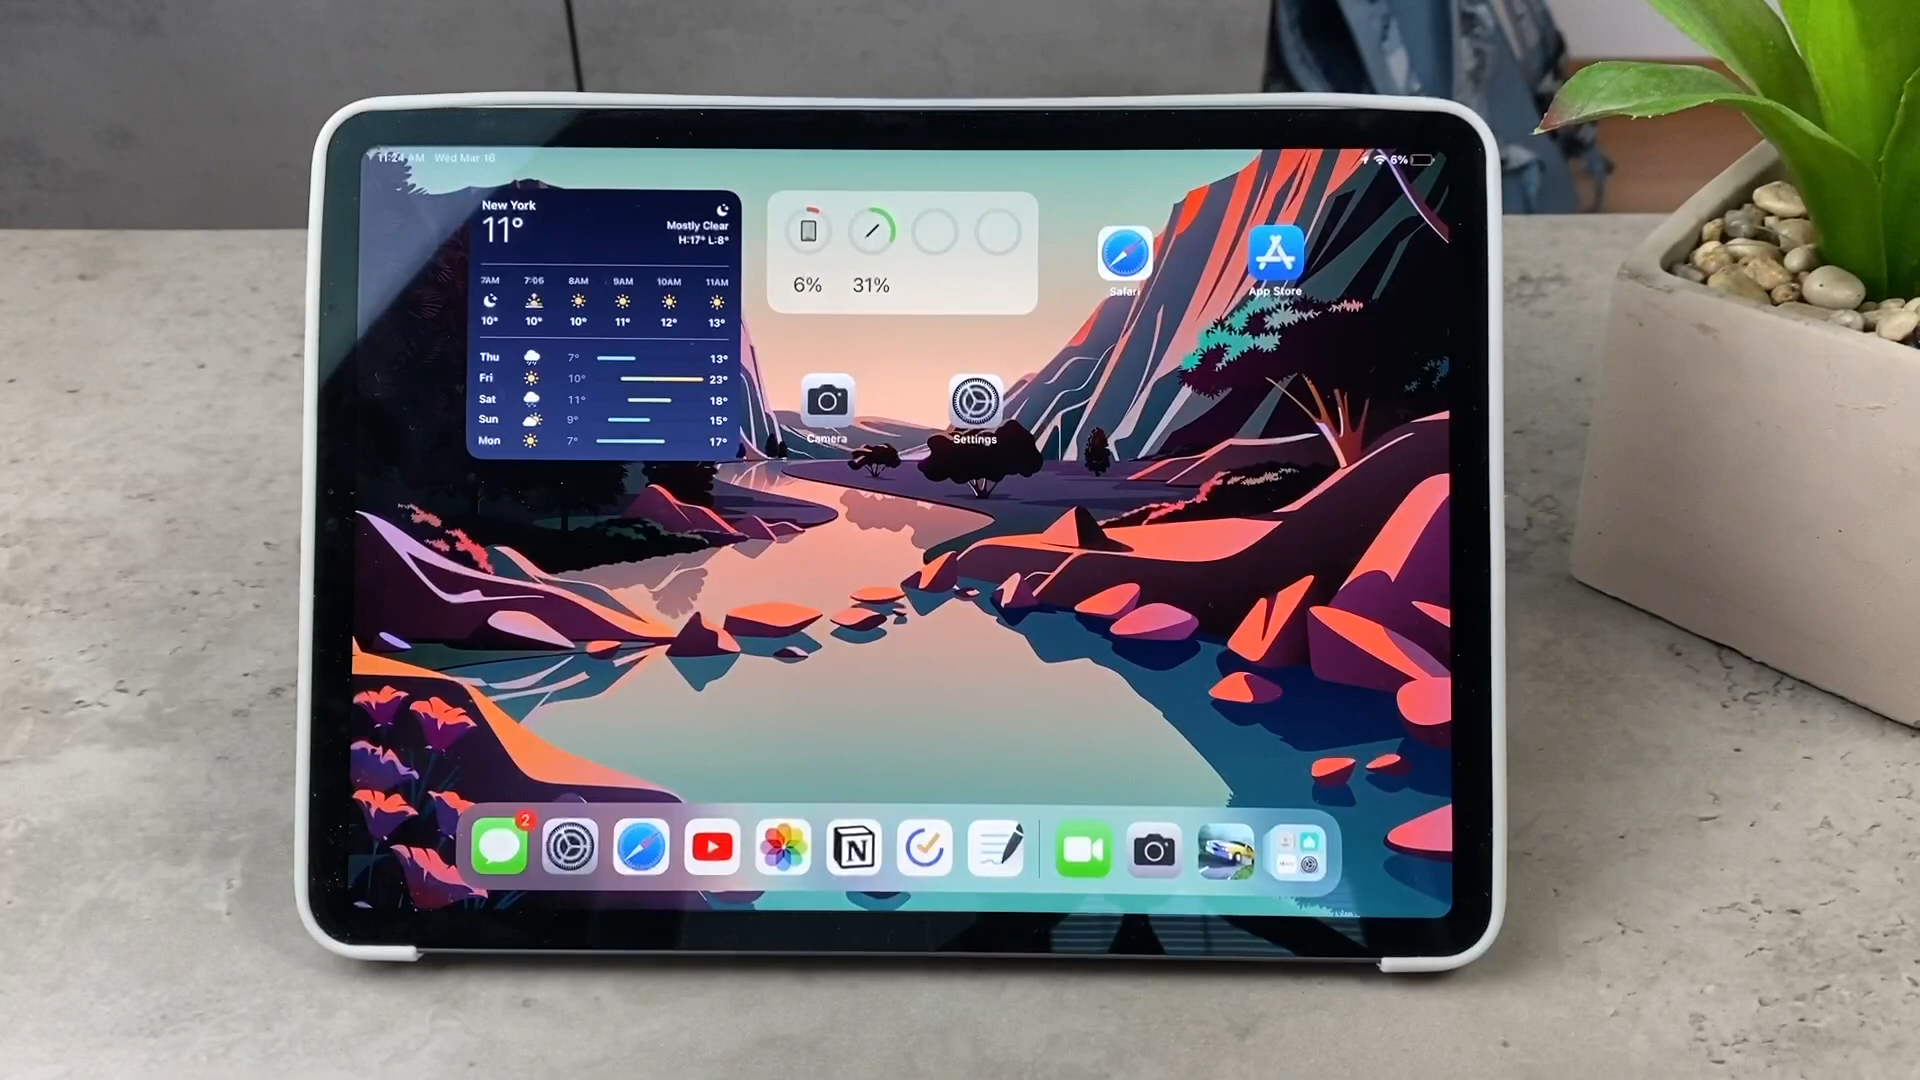 11:24 AM Wed Mar 16
6%
New York
11°
Mostly Clear
H:17° L:8°
7AM 7:06 8AM 9AM 10AM 11AM
10° 10° 10° 11° 12° 13°
Thu 7° 13°
Fri 10° 23°
Sat 11° 18°
Sun 9° 15°
Mon 7° 17°
6% 31%
Safari
App Store
Camera
Settings
2
N